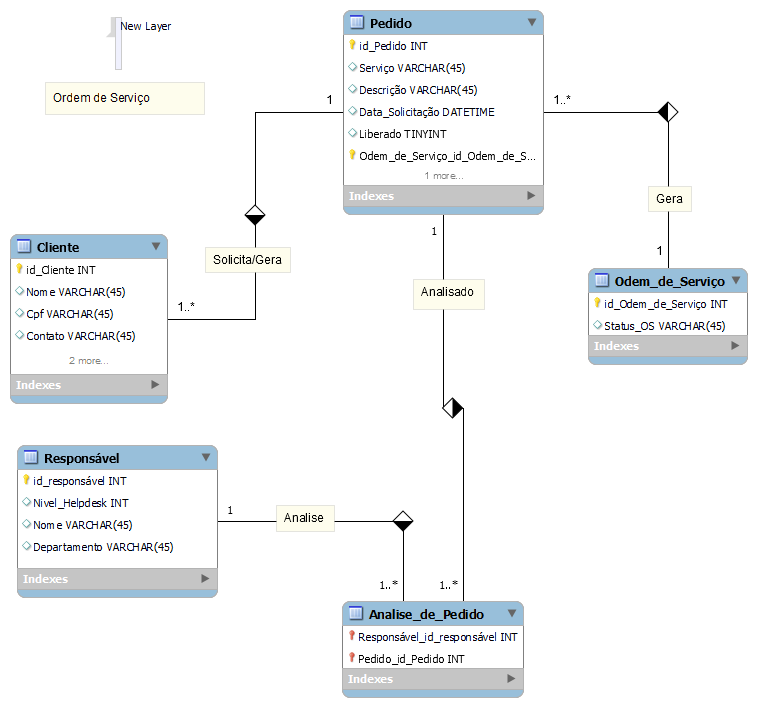 New Layer
Ordem de Serviço
Pedido
id_Pedido INT
Serviço VARCHAR(45)
Descrição VARCHAR(45)
Data_Solicitação DATETIME
Liberado TINYINT
Odem_de_Serviço_id_Odem_de_S...
1 more...
Indexes
1
1..*
Gera
1
Odem_de_Serviço
id_Odem_de_Serviço INT
Status_OS VARCHAR(45)
Indexes
Solicita/Gera
1..*
Cliente
id_Cliente INT
Nome VARCHAR(45)
Cpf VARCHAR(45)
Contato VARCHAR(45)
2 more...
Indexes
1
Analisado
Responsável
id_responsável INT
Nivel_Helpdesk INT
Nome VARCHAR(45)
Departamento VARCHAR(45)
Indexes
1
Analise
1..*
1..*
Analise_de_Pedido
Responsável_id_responsável INT
Pedido_id_Pedido INT
Indexes